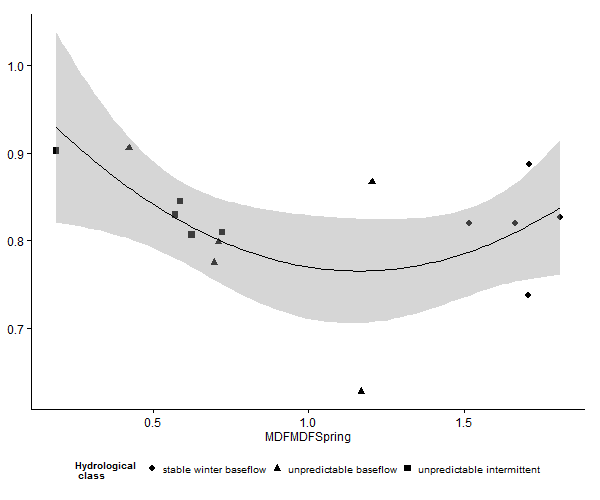 1.0
0.9
0.8
0.7
0.5 1.0 1.5
MDFMDFSpring
Hydrological class stable winter baseflow unpredictable baseflow unpredictable intermittent